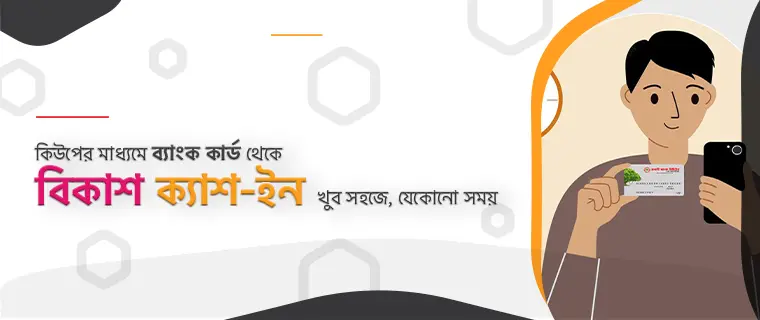 কিউপের মাধ্যমে ব্যাংক কার্ড থেকে
বিকাশ ক্যাশ-ইন খুব সহজে, যেকোনো সময়